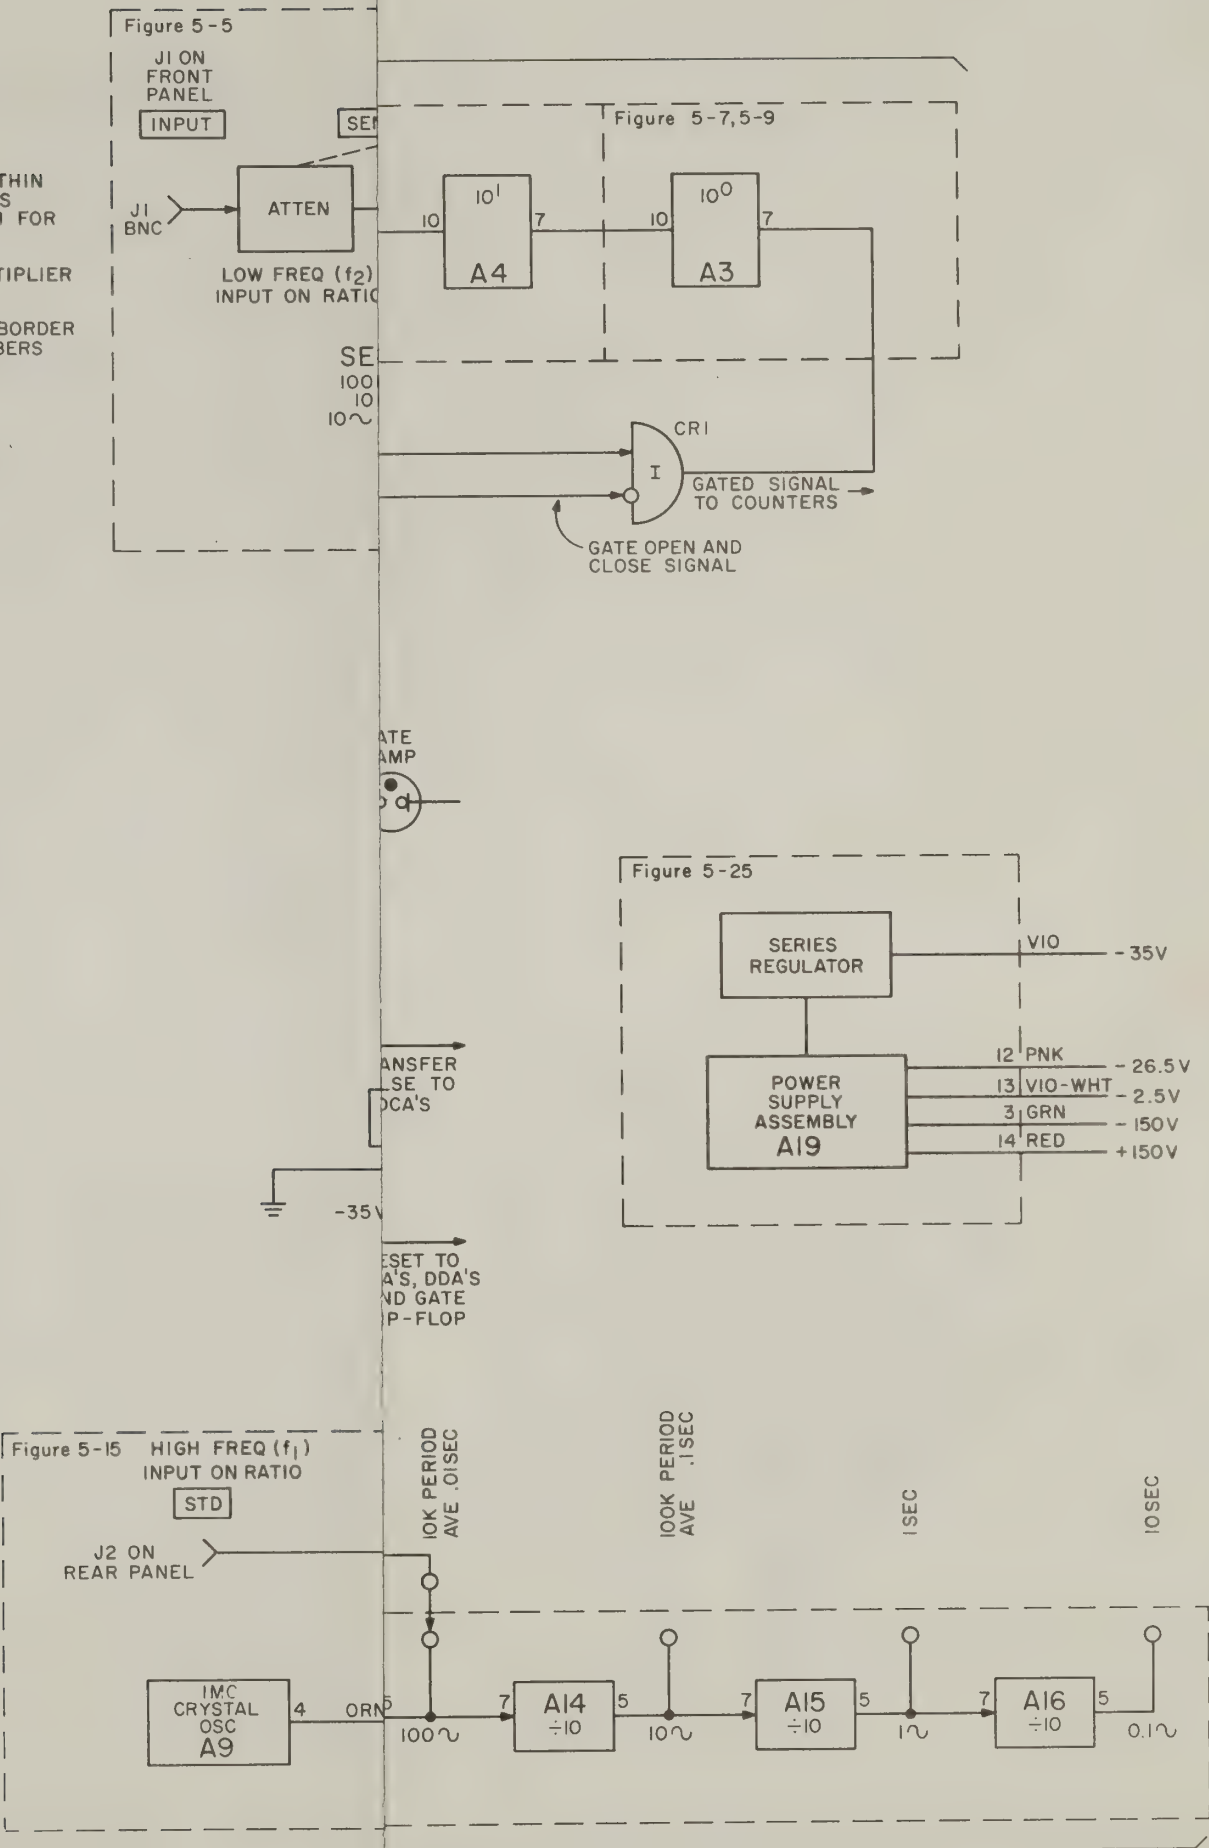 Figure 5-5
J1 ON
FRONT
PANEL
INPUT
J1
BNC
ATTEN
LOW FREQ (f2)
INPUT ON RATIO
THIN
S
FOR
TIPLIER
BORDER
BERS
SE
100
10
10~
Figure 5-7, 5-9
10
10¹
A4
7
10
10⁰
A3
7
CR1
I
GATED SIGNAL
TO COUNTERS
GATE OPEN AND
CLOSE SIGNAL
ATE
AMP
Figure 5-25
SERIES
REGULATOR
VIO
-35V
POWER
SUPPLY
ASSEMBLY
A19
12 PNK
-26.5V
13 VIO-WHT
-2.5V
3 GRN
-150V
14 RED
+150V
ANSFER
LSE TO
DCA'S
-35V
ESET TO
A'S, DDA'S
ND GATE
P-FLOP
Figure 5-15
HIGH FREQ (f1)
INPUT ON RATIO
STD
J2 ON
REAR PANEL
10K PERIOD
AVE .01SEC
100K PERIOD
AVE .1SEC
1SEC
10SEC
1MC
CRYSTAL
OSC
A9
4
ORN
5
100~
7
A14
÷10
5
10~
7
A15
÷10
5
1~
7
A16
÷10
5
0.1~